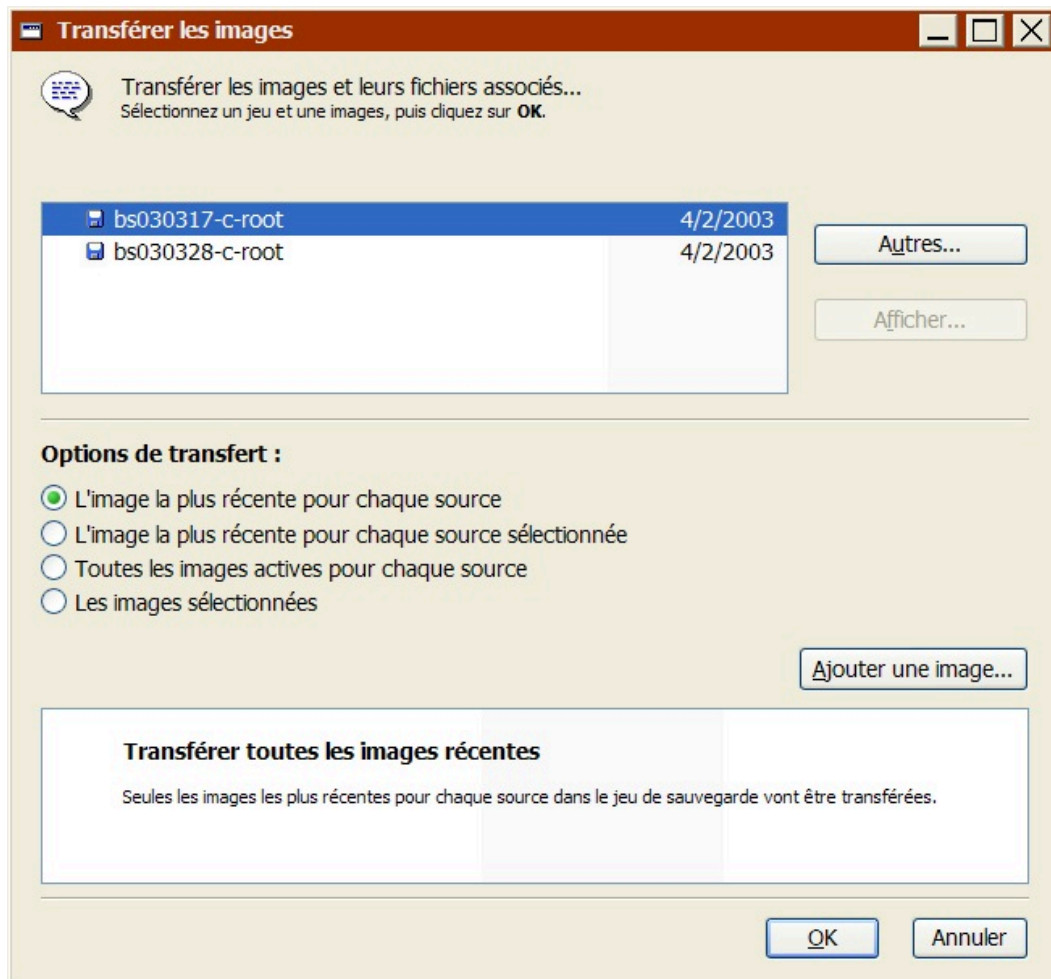 Transférer les images
Transférer les images et leurs fichiers associés...
Sélectionnez un jeu et une images, puis cliquez sur OK.
bs030317-c-root 4/2/2003
bs030328-c-root 4/2/2003
Autres...
Afficher...
Options de transfert :
L'image la plus récente pour chaque source
L'image la plus récente pour chaque source sélectionnée
Toutes les images actives pour chaque source
Les images sélectionnées
Ajouter une image...
Transférer toutes les images récentes
Seules les images les plus récentes pour chaque source dans le jeu de sauvegarde vont être transférées.
OK Annuler